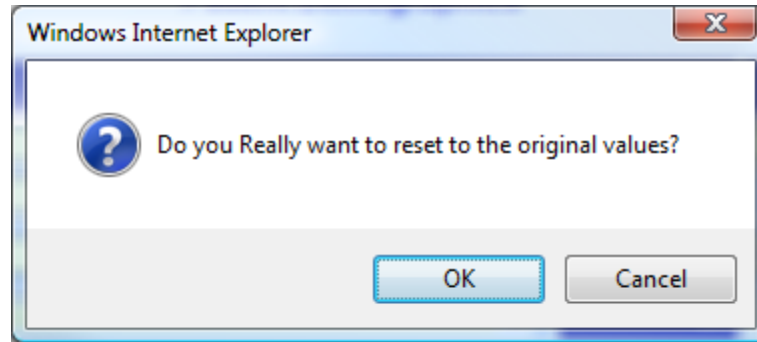 Windows Internet Explorer
Do you Really want to reset to the original values?
OK
Cancel